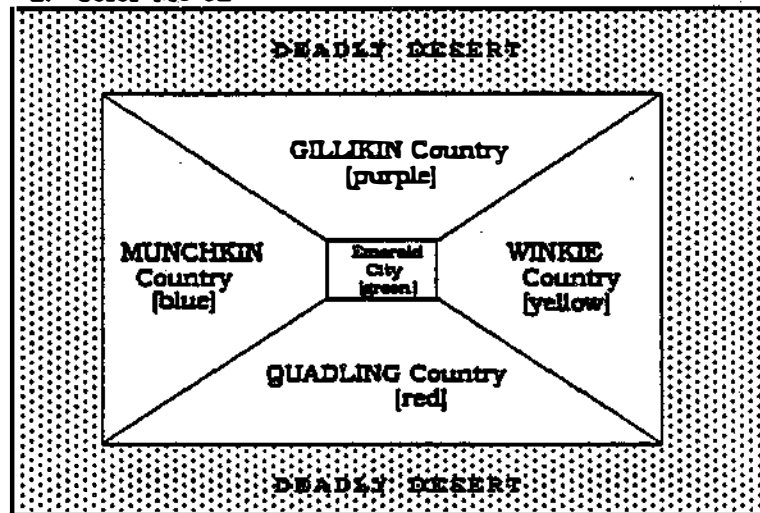 DEADLY DESERT
GILLIKIN Country
[purple]
MUNCHKIN
Country
[blue]
Emerald
City
[green]
WINKIE
Country
[yellow]
QUADLING Country
[red]
DEADLY DESERT